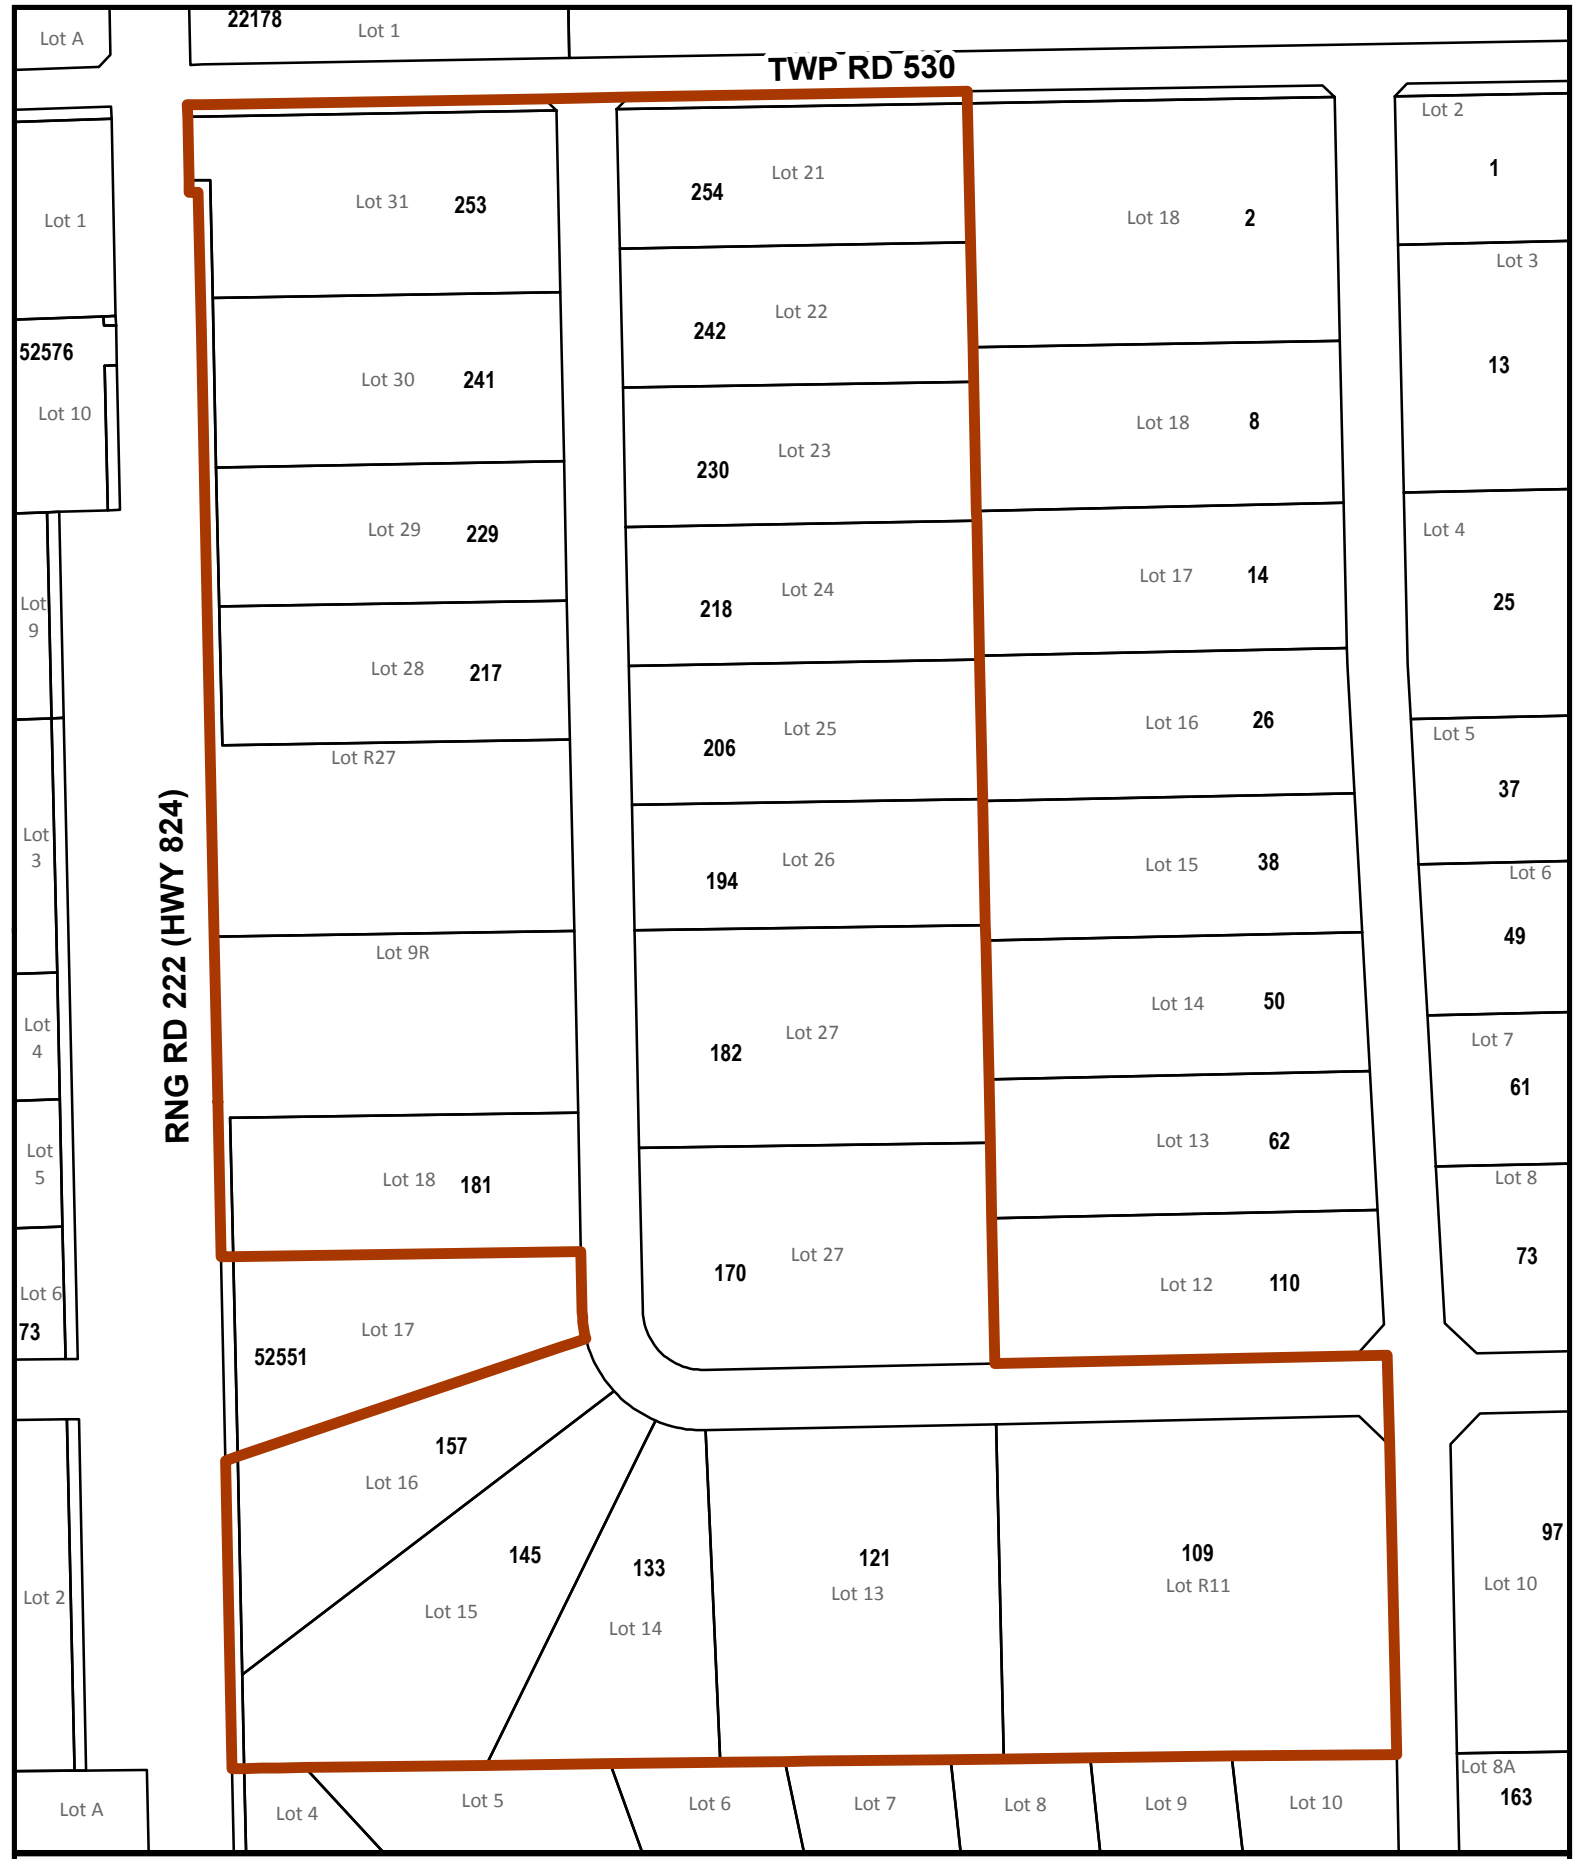 22178
Lot 1
Lot A
TWP RD 530
Lot 2
1
Lot 21
254
Lot 31 253
Lot 18 2
Lot 1
Lot 3
Lot 22
242
52576
13
Lot 30 241
Lot 10
Lot 18 8
Lot 23
230
Lot 29 229
Lot 4
Lot 17 14
Lot 24
218
25
Lot
9
Lot 28 217
Lot 16 26
Lot 25
206
Lot 5
Lot R27
37
RNG RD 222 (HWY 824)
Lot
3
Lot 26
194
Lot 15 38
Lot 6
49
Lot 9R
Lot 14 50
Lot
4
Lot 27
182
Lot 7
61
Lot 13 62
Lot
5
Lot 18 181
Lot 8
73
Lot 27
170
Lot 12 110
Lot 6
73
Lot 17
52551
157
Lot 16
145
Lot 15
133
Lot 14
121
Lot 13
109
Lot R11
97
Lot 10
Lot 2
Lot 8A
163
Lot A
Lot 4
Lot 5
Lot 6
Lot 7
Lot 8
Lot 9
Lot 10